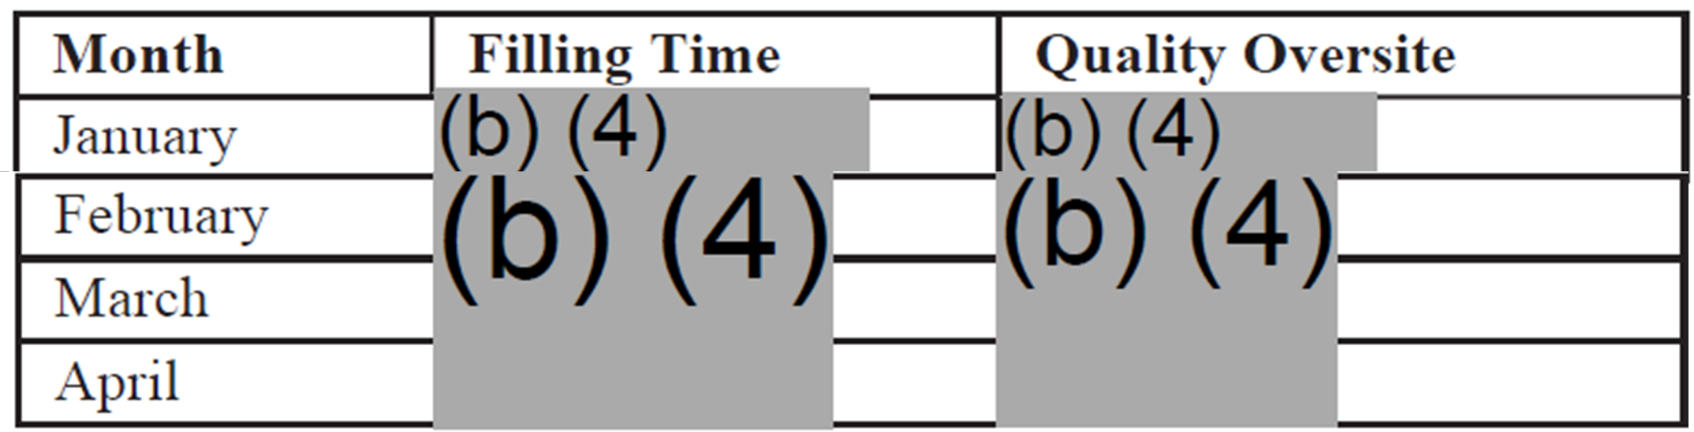 Month Filling Time Quality Oversite
January (b) (4) (b) (4)
February (b) (4) (b) (4)
March
April